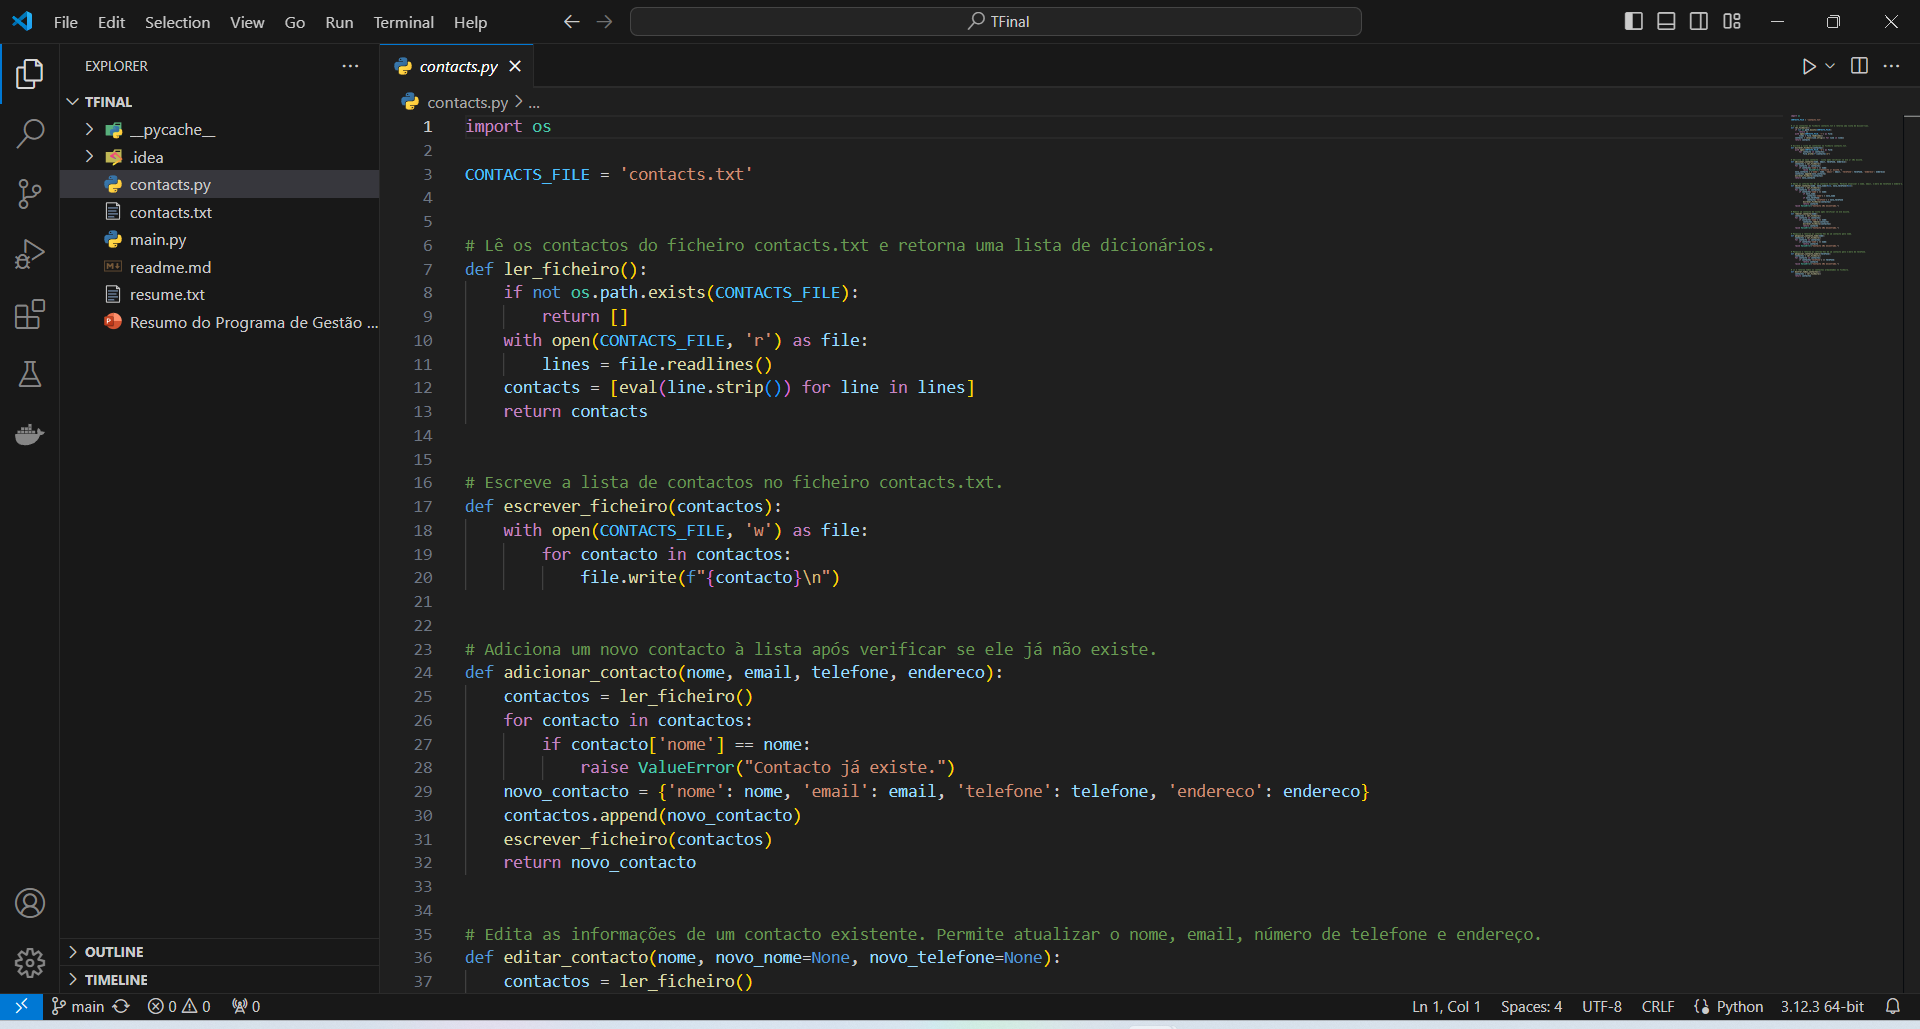 File Edit Selection View Go Run Terminal Help
TFinal
EXPLORER
TFINAL
__pycache__
.idea
contacts.py
contacts.txt
main.py
readme.md
resume.txt
Resumo do Programa de Gestão ...
OUTLINE
TIMELINE
contacts.py
contacts.py > ...
1 import os
2
3 CONTACTS_FILE = 'contacts.txt'
4
5
6 # Lê os contactos do ficheiro contacts.txt e retorna uma lista de dicionários.
7 def ler_ficheiro():
8     if not os.path.exists(CONTACTS_FILE):
9         return []
10     with open(CONTACTS_FILE, 'r') as file:
11         lines = file.readlines()
12     contacts = [eval(line.strip()) for line in lines]
13     return contacts
14
15
16 # Escreve a lista de contactos no ficheiro contacts.txt.
17 def escrever_ficheiro(contactos):
18     with open(CONTACTS_FILE, 'w') as file:
19         for contacto in contactos:
20             file.write(f"{contacto}\n")
21
22
23 # Adiciona um novo contacto à lista após verificar se ele já não existe.
24 def adicionar_contacto(nome, email, telefone, endereco):
25     contactos = ler_ficheiro()
26     for contacto in contactos:
27         if contacto['nome'] == nome:
28             raise ValueError("Contacto já existe.")
29     novo_contacto = {'nome': nome, 'email': email, 'telefone': telefone, 'endereco': endereco}
30     contactos.append(novo_contacto)
31     escrever_ficheiro(contactos)
32     return novo_contacto
33
34
35 # Edita as informações de um contacto existente. Permite atualizar o nome, email, número de telefone e endereço.
36 def editar_contacto(nome, novo_nome=None, novo_telefone=None):
37     contactos = ler_ficheiro()
main 0 0 0 Ln 1, Col 1 Spaces: 4 UTF-8 CRLF Python 3.12.3 64-bit